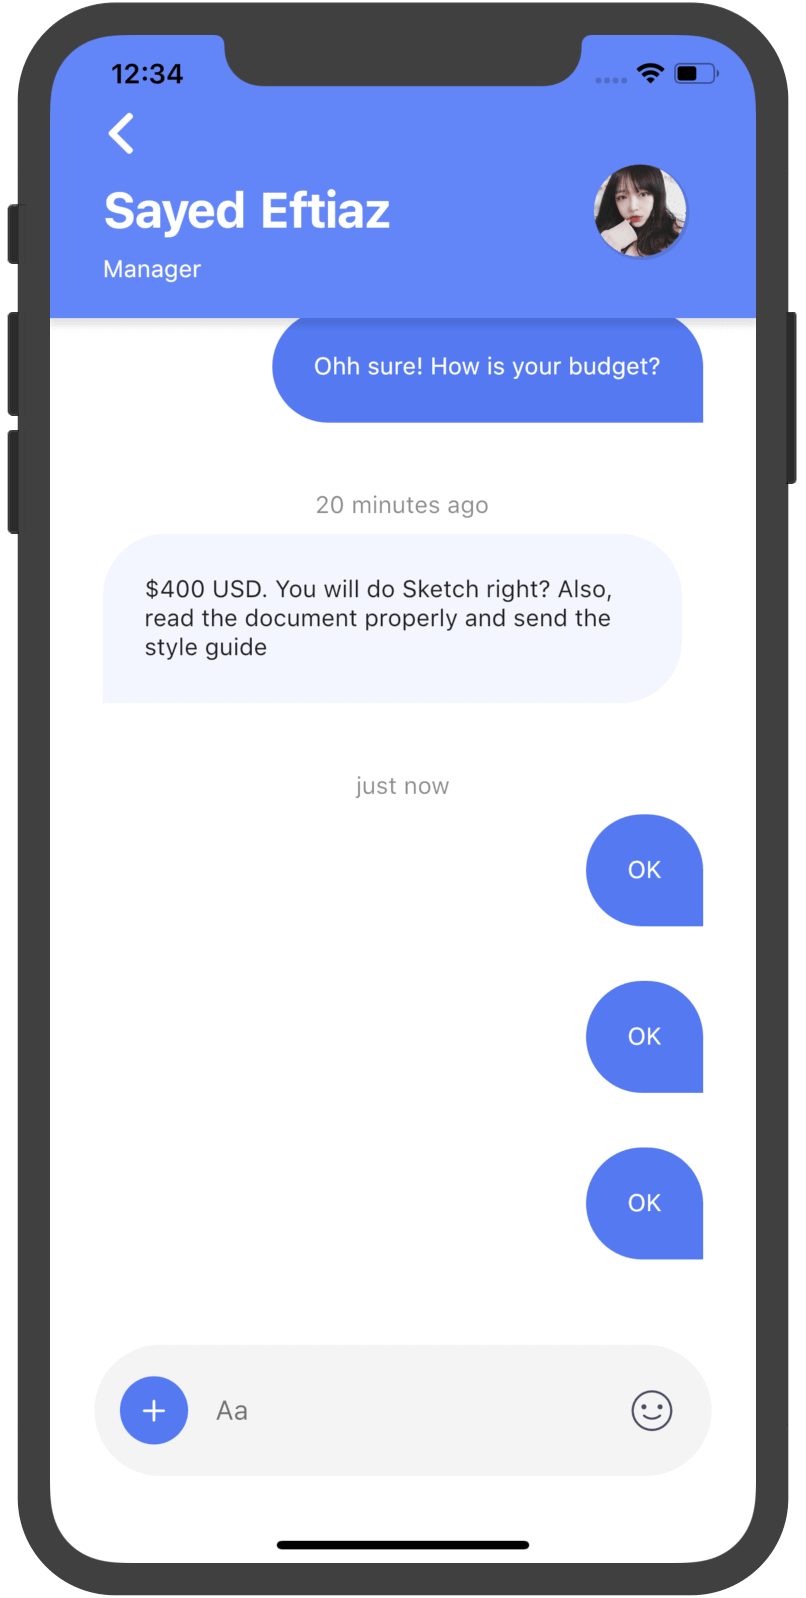 12:34
Sayed Eftiaz
Manager
Ohh sure! How is your budget?
20 minutes ago
$400 USD. You will do Sketch right? Also,
read the document properly and send the
style guide
just now
OK
OK
OK
Aa